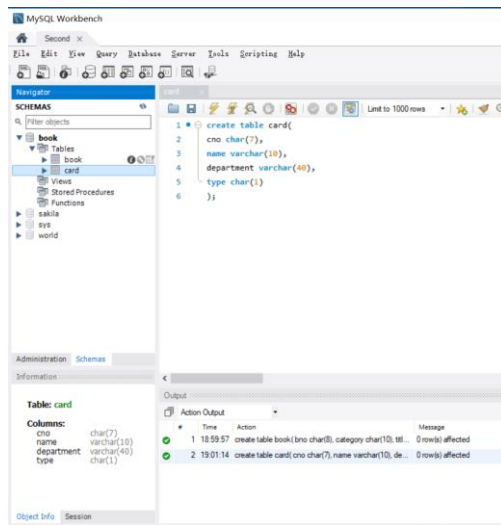 MySQL Workbench
Second ×
File Edit View Query Database Server Tools Scripting Help
Navigator
SCHEMAS
Filter objects
book
Tables
book
card
Views
Stored Procedures
Functions
sakila
sys
world
Administration Schemas
Information
Table: card
Columns:
cno char(7)
name varchar(10)
department varchar(40)
type char(1)
Object Info Session
card ×
Limit to 1000 rows
1 create table card(
2 cno char(7),
3 name varchar(10),
4 department varchar(40),
5 type char(1)
6 );
Output
Action Output
# Time Action Message
1 18:59:57 create table book( bno char(8), category char(10), titl... 0 row(s) affected
2 19:01:14 create table card( cno char(7), name varchar(10), de... 0 row(s) affected